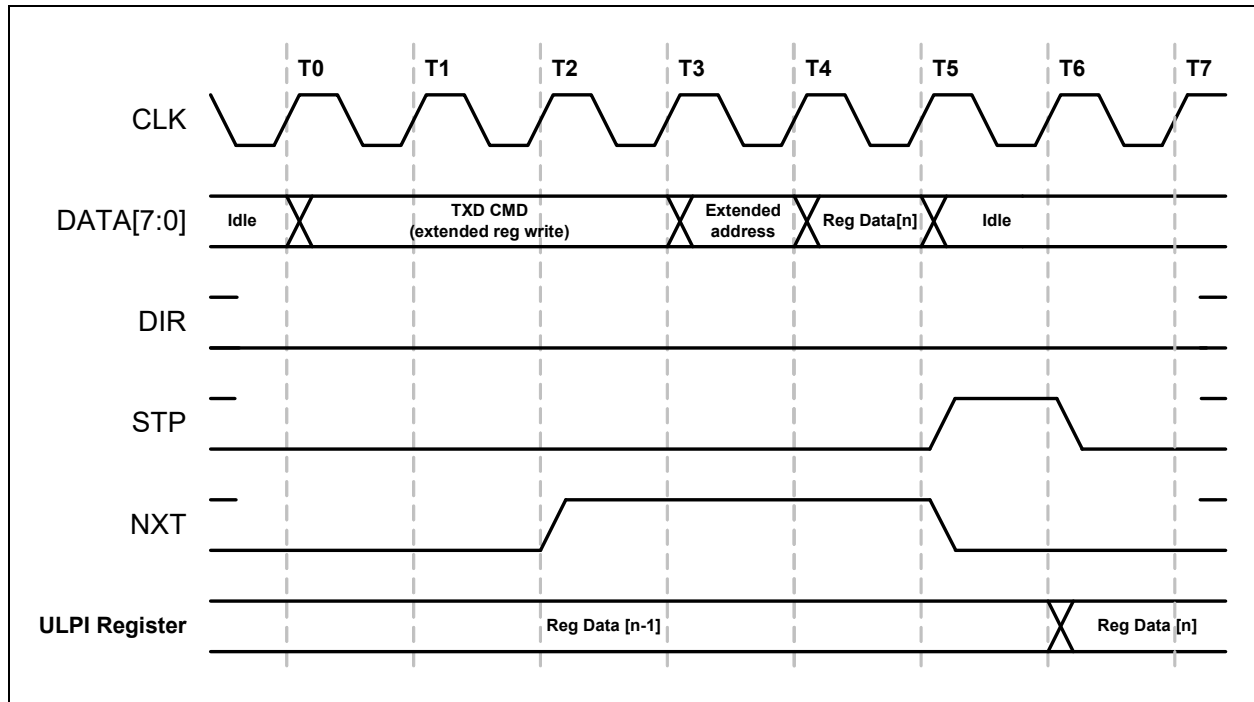 T0 T1 T2 T3 T4 T5 T6 T7
CLK
DATA[7:0]
Idle
TXD CMD
(extended reg write)
Extended
address
Reg Data[n]
Idle
DIR
STP
NXT
ULPI Register
Reg Data [n-1]
Reg Data [n]